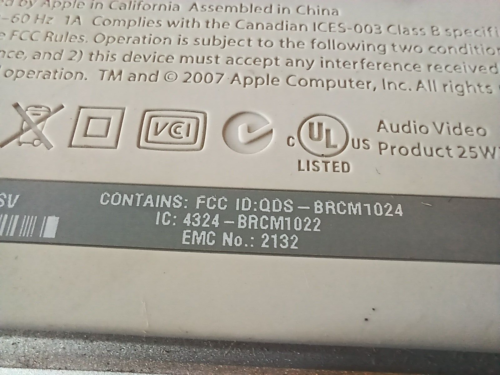 by Apple in California Assembled in China
–60 Hz 1A Complies with the Canadian ICES-003 Class B
FCC Rules. Operation is subject to the following two
and 2) this device must accept any interference received
operation. TM and © 2007 Apple Computer, Inc. All rights
VCI
C UL US
LISTED
Audio Video
Product 25W
SV
CONTAINS: FCC ID:QDS-BRCM1024
IC: 4324-BRCM1022
EMC No.: 2132